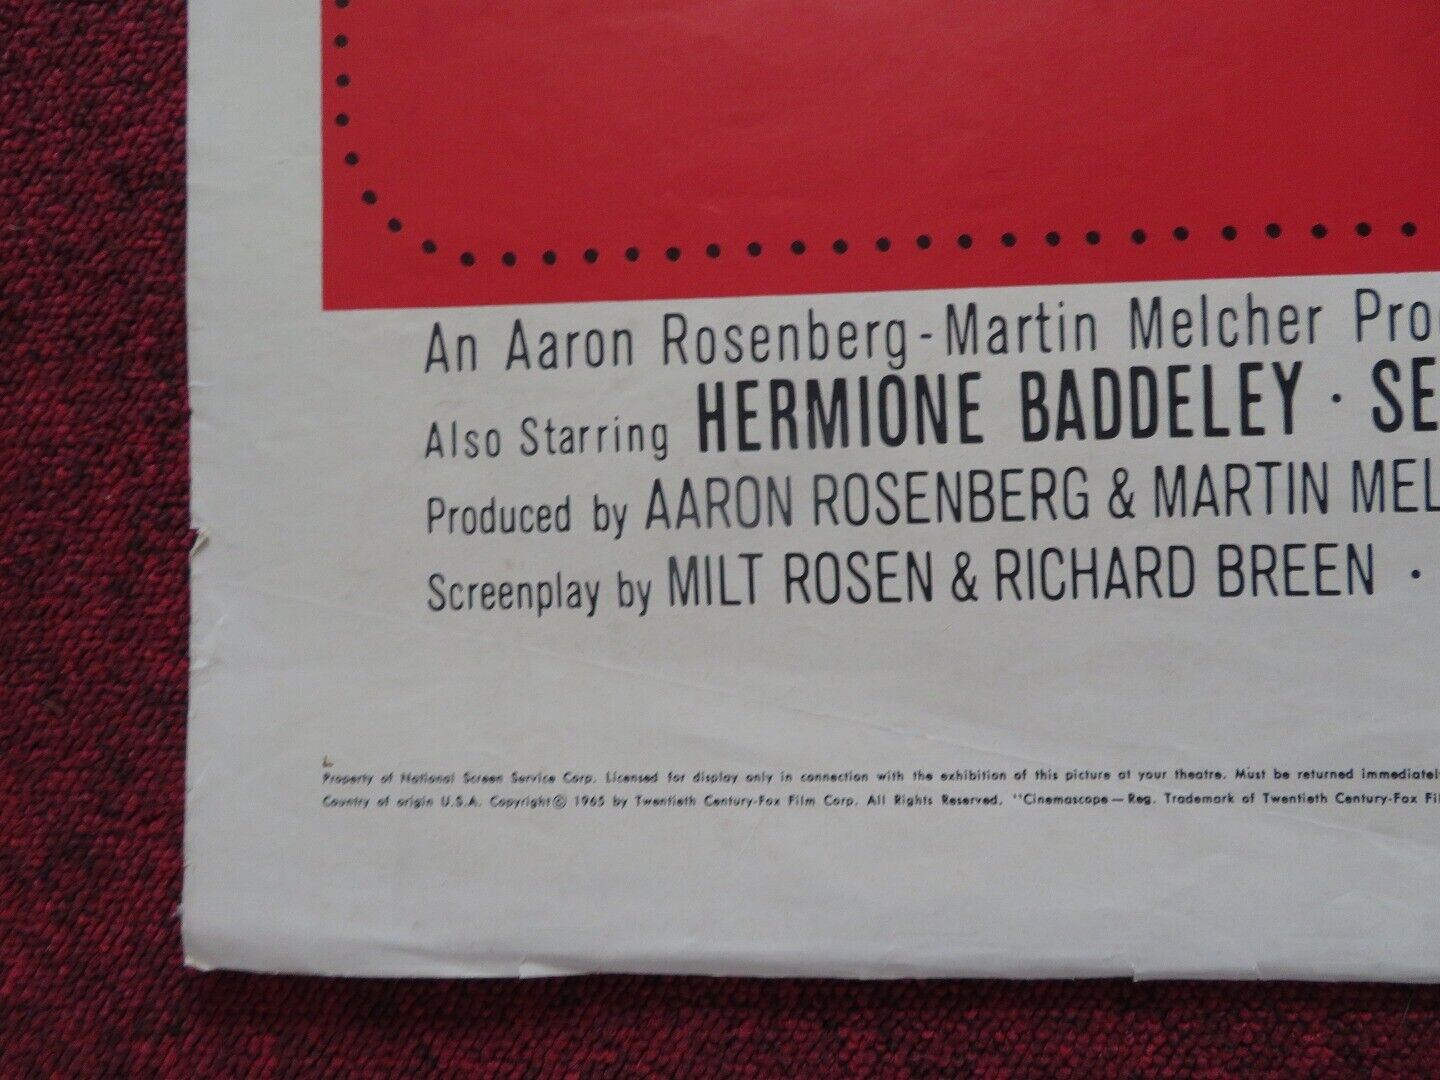 An Aaron Rosenberg-Martin Melcher Pro
Also Starring HERMIONE BADDELEY · SE
Produced by AARON ROSENBERG & MARTIN MEL
Screenplay by MILT ROSEN & RICHARD BREEN ·
Property of National Screen Service Corp. Licensed for display only in connection with the exhibition of this picture at your theatre. Must be returned immediatel
Country of origin U.S.A. Copyright © 1965 by Twentieth Century-Fox Film Corp. All Rights Reserved. "Cinemascope—Reg. Trademark of Twentieth Century-Fox Fi